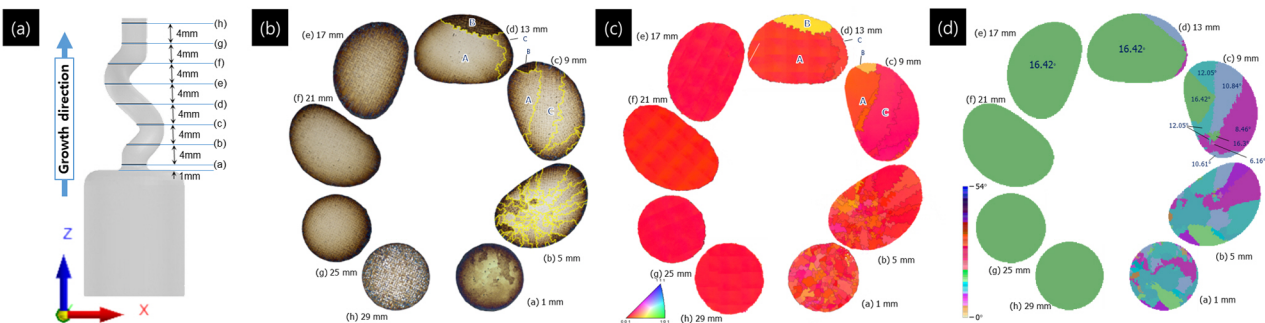 (a)
Growth direction
(h)
4mm
(g)
4mm
(f)
4mm
(e)
4mm
(d)
4mm
(c)
4mm
(b)
4mm
(a)
1mm
Z
X
(b)
(e) 17 mm
B
(d) 13 mm
C
A
B
(c) 9 mm
A
C
(f) 21 mm
(b) 5 mm
(g) 25 mm
(a) 1 mm
(h) 29 mm
(c)
(e) 17 mm
B
(d) 13 mm
C
A
B
(c) 9 mm
A
C
(f) 21 mm
(b) 5 mm
(g) 25 mm
(a) 1 mm
(h) 29 mm
(d)
(e) 17 mm
16.42°
16.42°
(d) 13 mm
(c) 9 mm
12.05°
10.84°
16.42°
12.05°
8.46°
16.3°
10.61°
6.16°
(f) 21 mm
54°
0°
(b) 5 mm
(g) 25 mm
(a) 1 mm
(h) 29 mm